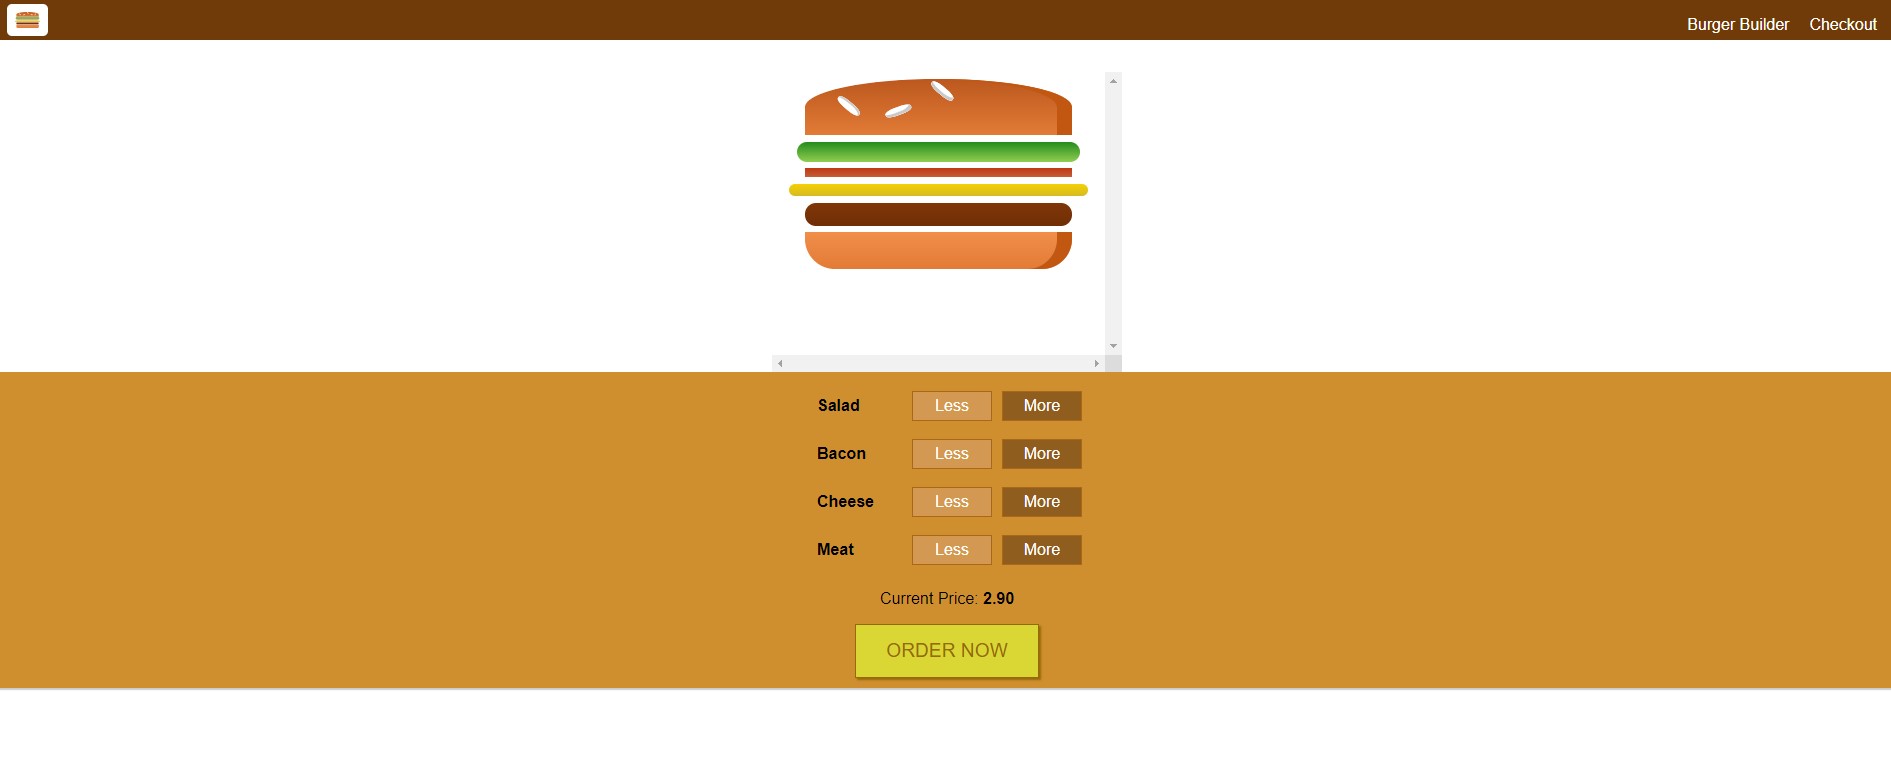 Burger Builder Checkout
Salad Less More
Bacon Less More
Cheese Less More
Meat Less More
Current Price: 2.90
ORDER NOW